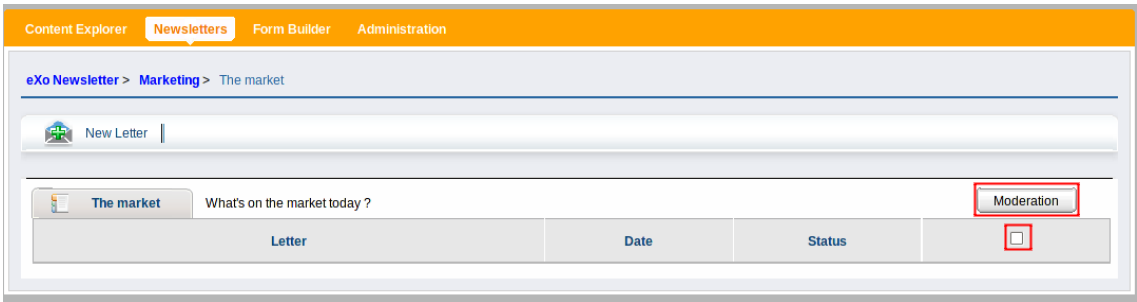 Content Explorer Newsletters Form Builder Administration
eXo Newsletter > Marketing > The market
New Letter
The market What's on the market today ? Moderation
Letter Date Status